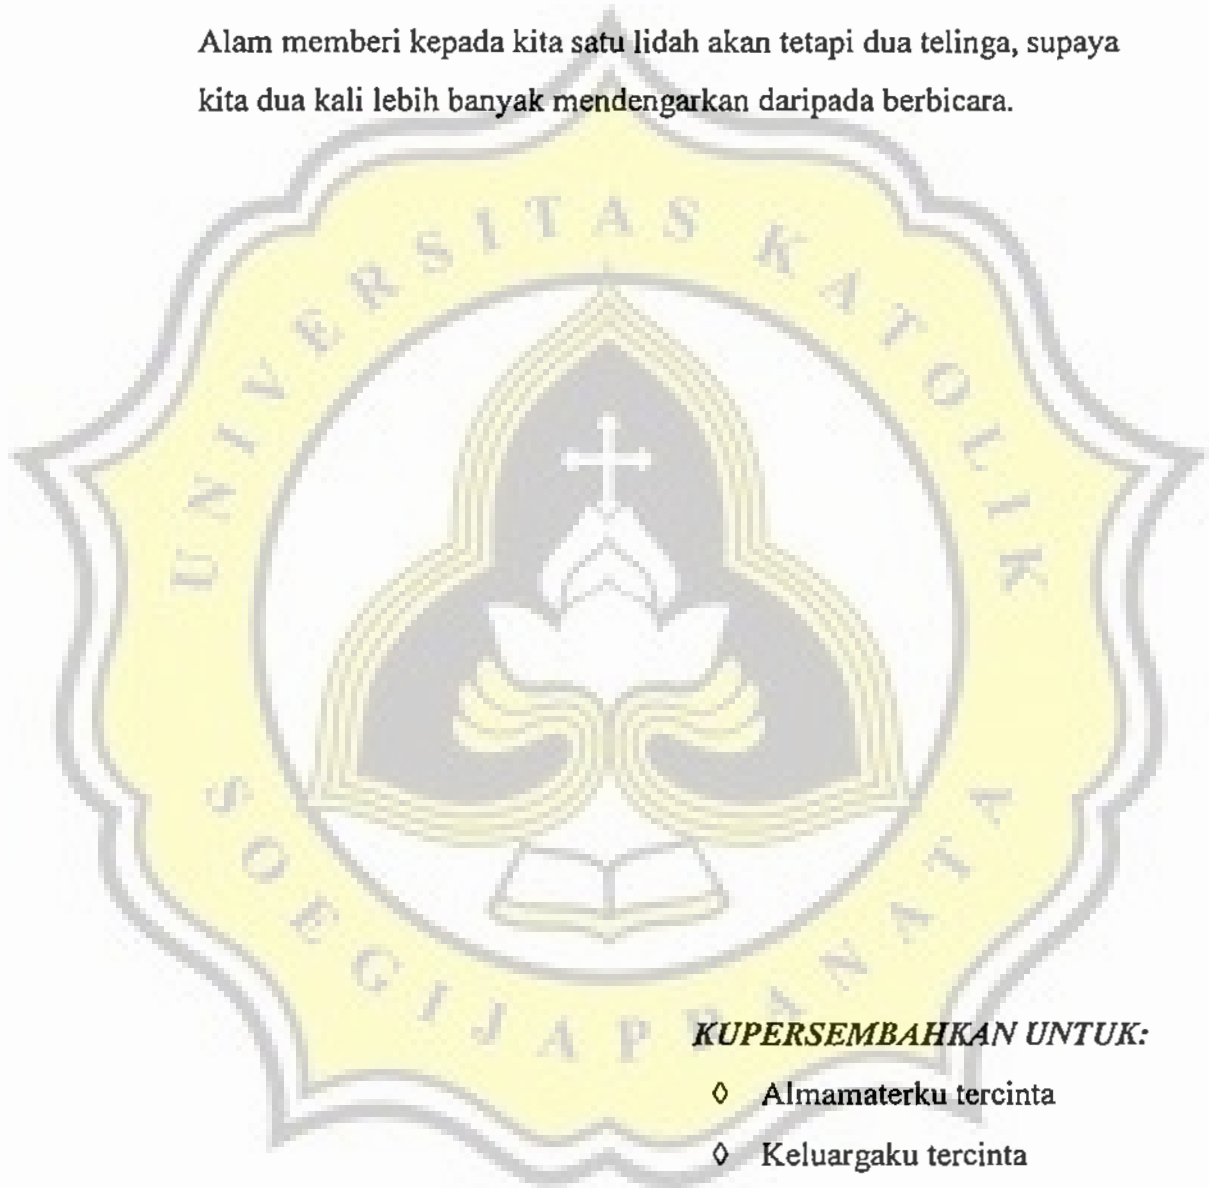 Alam memberi kepada kita satu lidah akan tetapi dua telinga, supaya
kita dua kali lebih banyak mendengarkan daripada berbicara.
UNIVERSITAS KATOLIK
SOEGIJAPRANATA
KUPERSEMBAHKAN UNTUK:
◊ Almamaterku tercinta
◊ Keluargaku tercinta